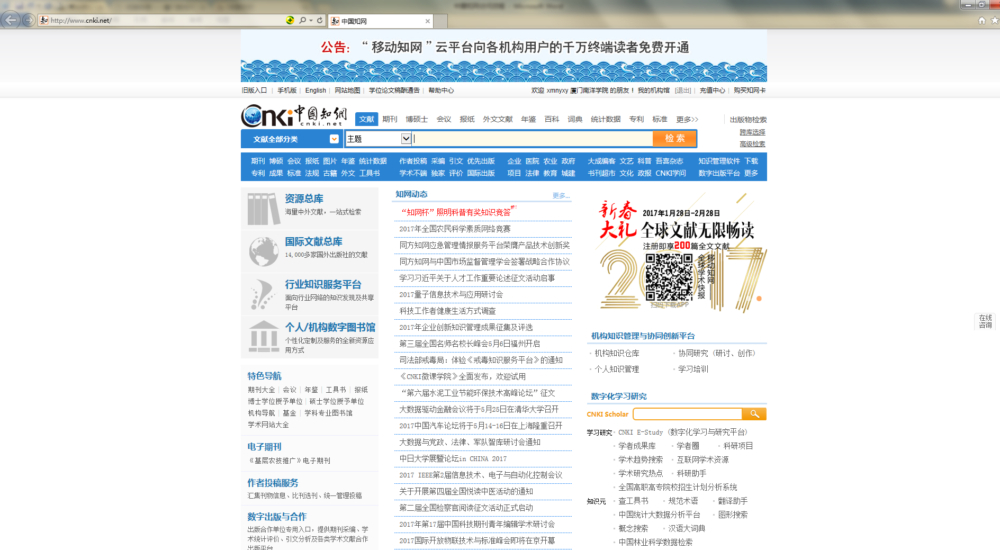 http://www.cnki.net/
中国知网
公告：“移动知网”云平台向各机构用户的千万终端读者免费开通
旧版入口 | 手机版 | English | 网站地图 | 学位论文稿酬通告 | 帮助中心
欢迎 xmnyxy 厦门南洋学院 的朋友！ 我的机构馆 [退出] | 充值中心 | 购买知网卡
Cnki 中国知網
cnki.net
文献 期刊 博硕士 会议 报纸 外文文献 年鉴 百科 词典 统计数据 专利 标准 更多>>
出版物检索
文献全部分类 主题 检索
跨库选择
高级检索
期刊 博硕 会议 报纸 图片 年鉴 统计数据 作者投稿 采编 引文 优先出版 企业 医院 农业 政府 大成编客 文艺 科普 吾喜杂志 知识管理软件 下载
专利 成果 标准 法规 古籍 外文 工具书 学术不端 独家 评价 国际出版 项目 法律 教育 城建 书刊超市 文化 政报 CNKI学问 数字出版平台 更多
资源总库
海量中外文献，一站式检索
国际文献总库
14,000多家国外出版社的文献
行业知识服务平台
面向行业网络的知识发现及共享
平台
个人/机构数字图书馆
个性化定制及服务的全新资源应
用方式
特色导航
期刊大全 | 会议 | 年鉴 | 工具书 | 报纸
博士学位授予单位 | 硕士学位授予单位
机构导航 | 基金 | 学科专业图书馆
学术网站大全
电子期刊
《基层农技推广》电子期刊
作者投稿服务
汇集刊物信息、比刊选刊、统一管理投稿
数字出版与合作
出版合作单位专用入口，提供期刊采编、学
术统计评价、引文分析及各类学术文献合作
出版平台
知网动态 更多...
“知网杯”照明科普有奖知识竞答
2017年全国农民科学素质网络竞赛
同方知网应急管理情报服务平台荣膺产品技术创新奖
同方知网与中国市场监督管理学会签署战略合作协议
学习习近平关于人才工作重要论述征文活动启事
2017量子信息技术与应用研讨会
科技工作者健康生活方式调查
2017年企业创新知识管理成果征集及评选
第三届全国名师名校长峰会5月6日福州开启
司法部戒毒局：体验《戒毒知识服务平台》的通知
《CNKI微课学院》全面发布，欢迎试用
“第六届水泥工业节能环保技术高峰论坛”征文
大数据驱动金融会议将于5月25日在清华大学召开
2017中国汽车论坛将于5月14-16日在上海隆重召开
大数据与党政、法律、军队智库研讨会通知
中日大学展暨论坛in CHINA 2017
2017 IEEE第2届信息技术、电子与自动化控制会议
关于开展第四届全国悦读中医活动的通知
第二届全国检察官阅读征文活动正式启动
2017年第17届中国科技期刊青年编辑学术研讨会
2017国际开放物联技术与标准峰会即将在京开幕
新春
大礼
2017年1月28日-2月28日
全球文献无限畅读
注册即享200篇全文文献
2017
移动知网——
全球学术快报
扫码下载APP
机构知识管理与协同创新平台
机构知识仓库 协同研究（研讨、创作）
个人知识管理 学习培训
数字化学习研究
CNKI Scholar
学习研究 CNKI E-Study（数字化学习与研究平台）
学者成果库 学者圈 科研项目
学术趋势搜索 互联网学术资源
学术研究热点 科研助手
全国高职高专院校招生计划分析系统
知识元 查工具书 规范术语 翻译助手
中国统计大数据分析平台 图形搜索
概念搜索 汉语大词典
中国林业科学数据检索
在线
咨询